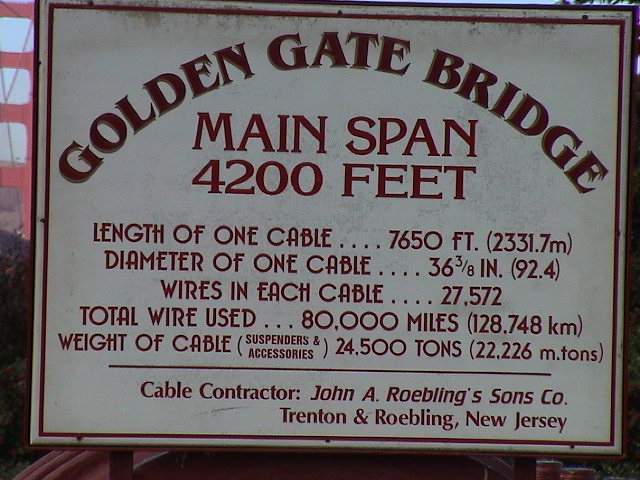 GOLDEN GATE BRIDGE
MAIN SPAN
4200 FEET
LENGTH OF ONE CABLE .... 7650 FT. (2331.7m)
DIAMETER OF ONE CABLE .... 36 3/8 IN. (92.4)
WIRES IN EACH CABLE .... 27,572
TOTAL WIRE USED ... 80,000 MILES (128,748 km)
WEIGHT OF CABLE (SUSPENDERS & ACCESSORIES) 24,500 TONS (22,226 m.tons)
Cable Contractor: John A. Roebling's Sons Co.
Trenton & Roebling, New Jersey